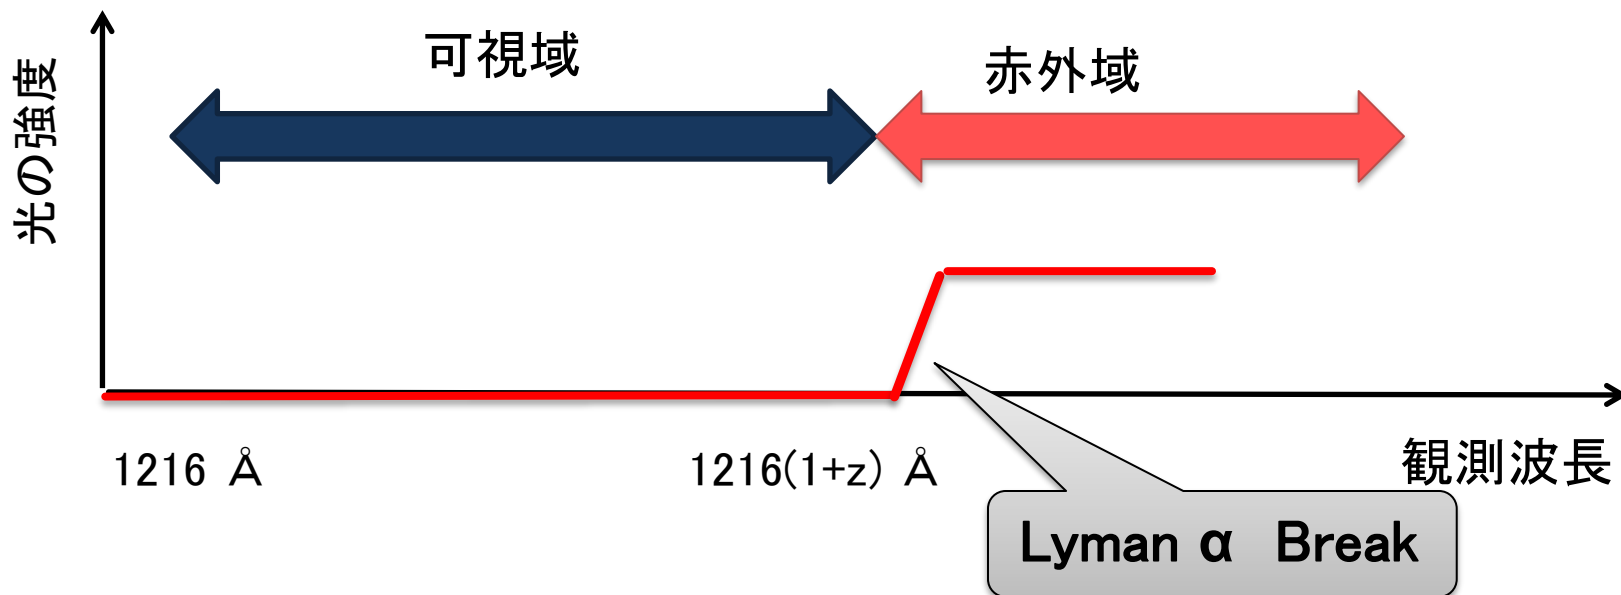 可視域
赤外域
光の強度
1216 Å
1216(1+z) Å
観測波長
Lyman α Break